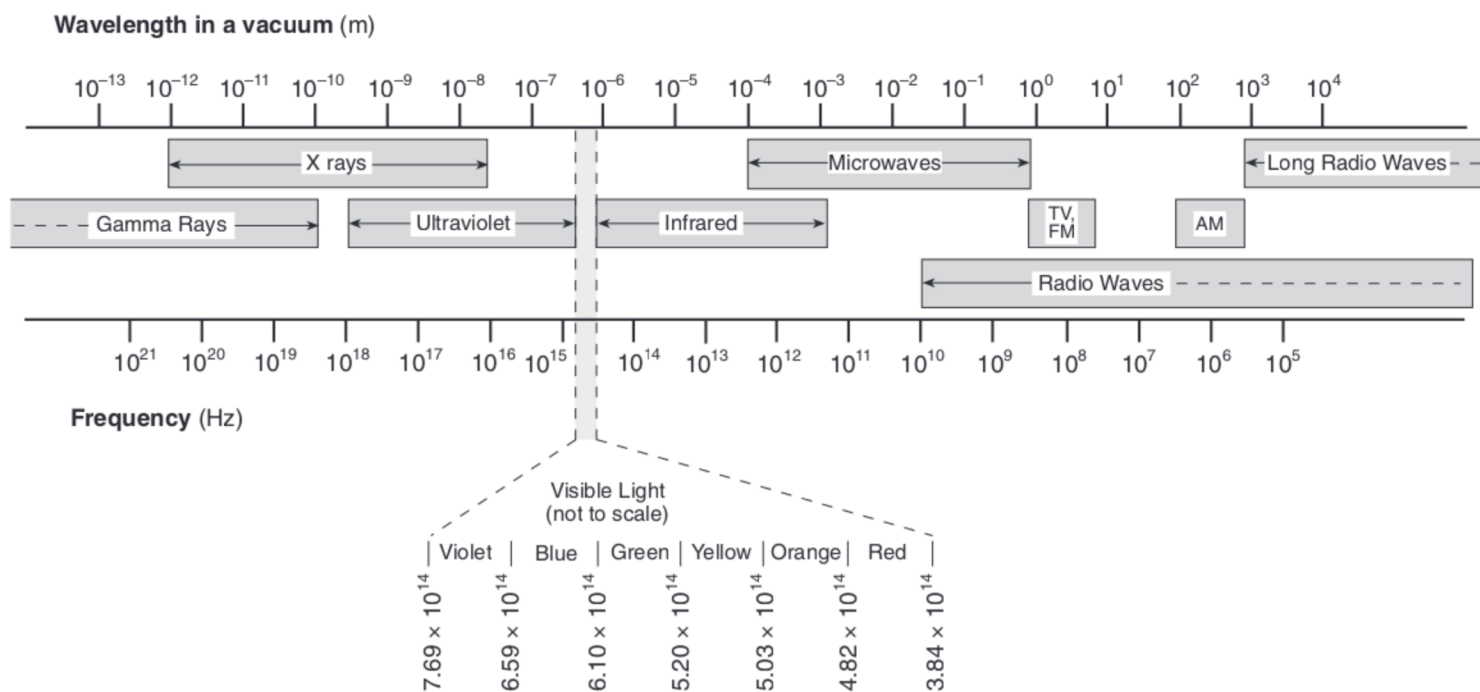 Wavelength in a vacuum (m)
10⁻¹³ 10⁻¹² 10⁻¹¹ 10⁻¹⁰ 10⁻⁹ 10⁻⁸ 10⁻⁷ 10⁻⁶ 10⁻⁵ 10⁻⁴ 10⁻³ 10⁻² 10⁻¹ 10⁰ 10¹ 10² 10³ 10⁴
X rays Microwaves Long Radio Waves
Gamma Rays Ultraviolet Infrared TV, AM
FM
Radio Waves
10²¹ 10²⁰ 10¹⁹ 10¹⁸ 10¹⁷ 10¹⁶ 10¹⁵ 10¹⁴ 10¹³ 10¹² 10¹¹ 10¹⁰ 10⁹ 10⁸ 10⁷ 10⁶ 10⁵
Frequency (Hz)
Visible Light
(not to scale)
Violet Blue Green Yellow Orange Red
7.69 × 10¹⁴
6.59 × 10¹⁴
6.10 × 10¹⁴
5.20 × 10¹⁴
5.03 × 10¹⁴
4.82 × 10¹⁴
3.84 × 10¹⁴